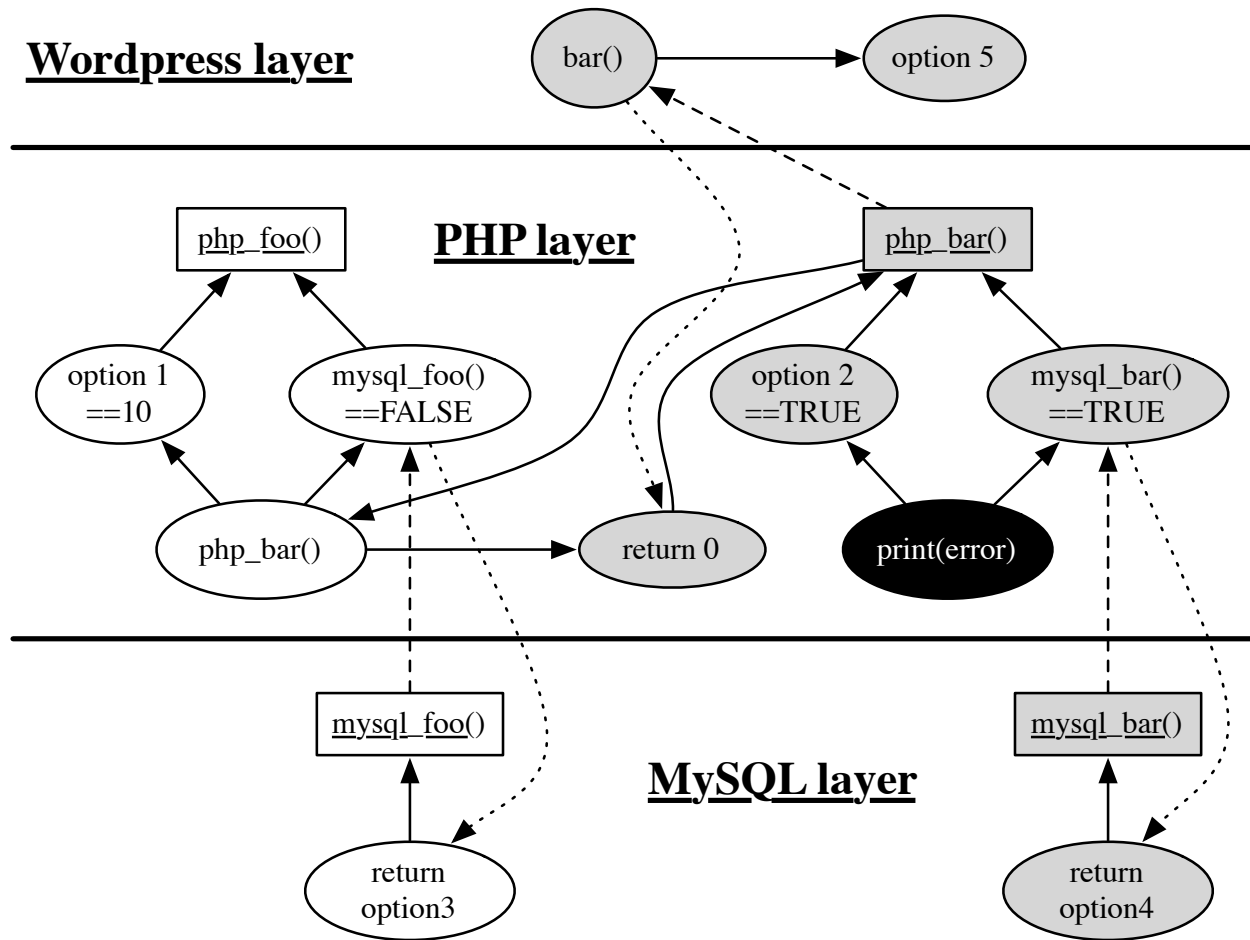 Wordpress layer
bar()
option 5
php_foo()
PHP layer
php_bar()
option 1
==10
mysql_foo()
==FALSE
option 2
==TRUE
mysql_bar()
==TRUE
php_bar()
return 0
print(error)
mysql_foo()
mysql_bar()
MySQL layer
return
option3
return
option4